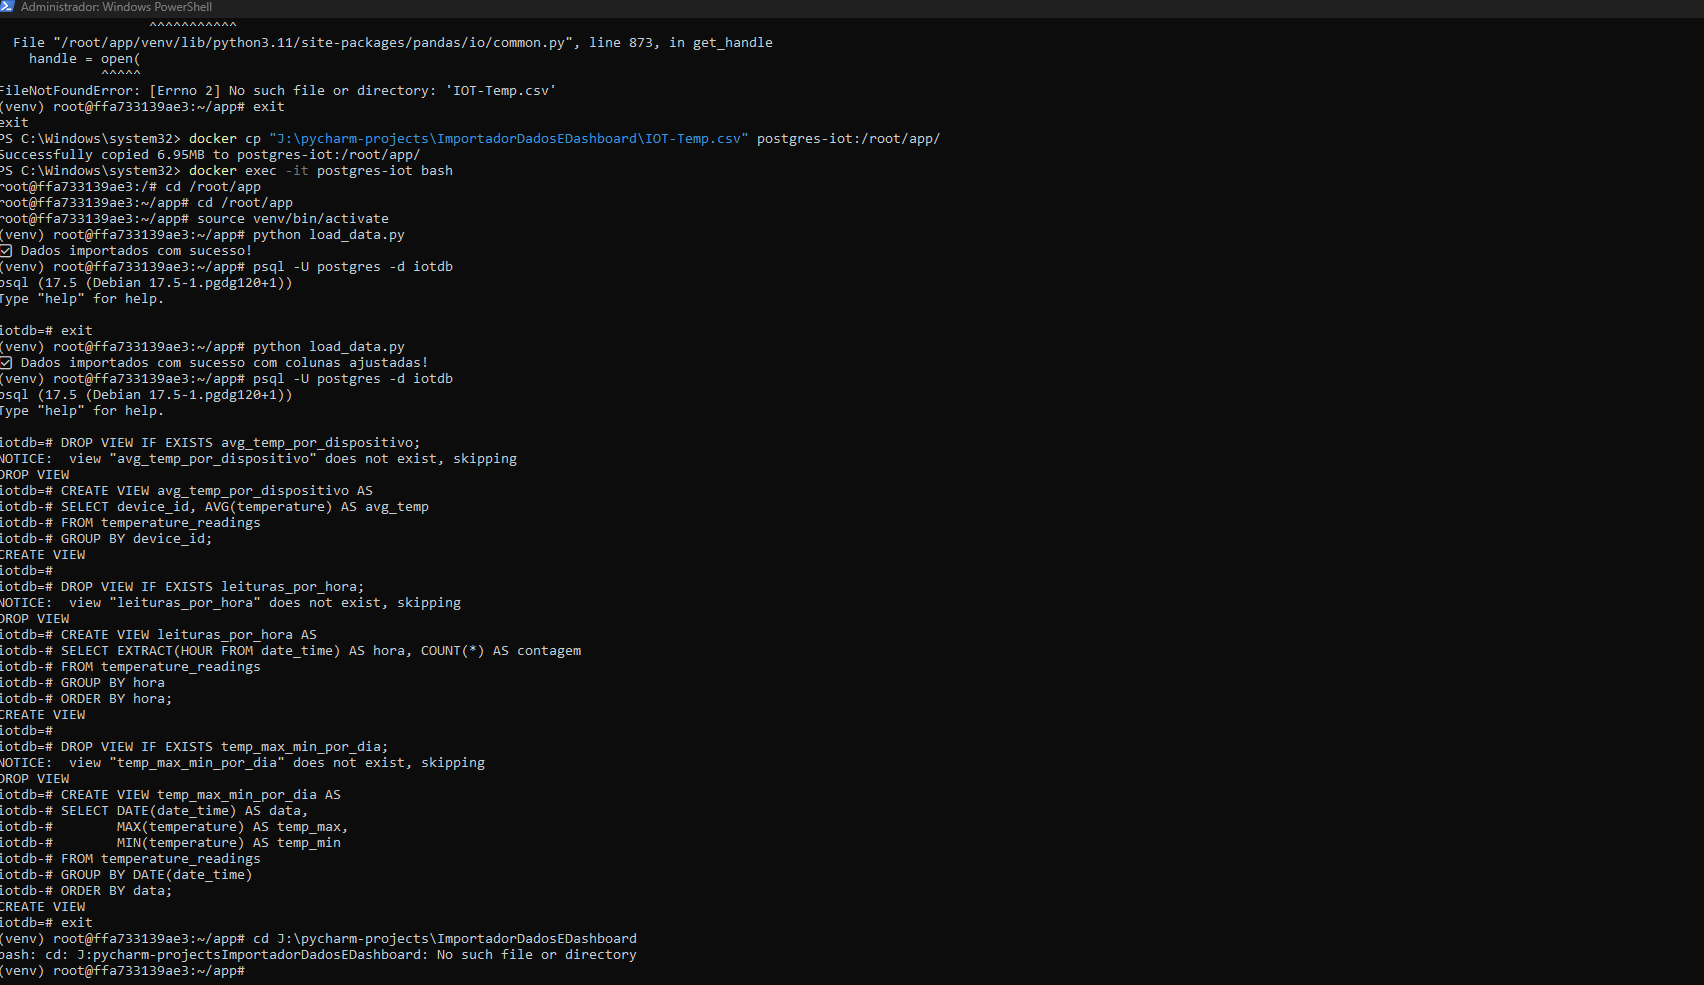 Administrador: Windows PowerShell
^^^^^^^^^^^
File "/root/app/venv/lib/python3.11/site-packages/pandas/io/common.py", line 873, in get_handle
handle = open(
^^^^^
FileNotFoundError: [Errno 2] No such file or directory: 'IOT-Temp.csv'
(venv) root@ffa733139ae3:~/app# exit
exit
PS C:\Windows\system32> docker cp "J:\pycharm-projects\ImportadorDadosEDashboard\IOT-Temp.csv" postgres-iot:/root/app/
Successfully copied 6.95MB to postgres-iot:/root/app/
PS C:\Windows\system32> docker exec -it postgres-iot bash
root@ffa733139ae3:/# cd /root/app
root@ffa733139ae3:~/app# cd /root/app
root@ffa733139ae3:~/app# source venv/bin/activate
(venv) root@ffa733139ae3:~/app# python load_data.py
☑ Dados importados com sucesso!
(venv) root@ffa733139ae3:~/app# psql -U postgres -d iotdb
psql (17.5 (Debian 17.5-1.pgdg120+1))
Type "help" for help.
iotdb=# exit
(venv) root@ffa733139ae3:~/app# python load_data.py
☑ Dados importados com sucesso com colunas ajustadas!
(venv) root@ffa733139ae3:~/app# psql -U postgres -d iotdb
psql (17.5 (Debian 17.5-1.pgdg120+1))
Type "help" for help.
iotdb=# DROP VIEW IF EXISTS avg_temp_por_dispositivo;
NOTICE:  view "avg_temp_por_dispositivo" does not exist, skipping
DROP VIEW
iotdb=# CREATE VIEW avg_temp_por_dispositivo AS
iotdb-# SELECT device_id, AVG(temperature) AS avg_temp
iotdb-# FROM temperature_readings
iotdb-# GROUP BY device_id;
CREATE VIEW
iotdb=#
iotdb=# DROP VIEW IF EXISTS leituras_por_hora;
NOTICE:  view "leituras_por_hora" does not exist, skipping
DROP VIEW
iotdb=# CREATE VIEW leituras_por_hora AS
iotdb-# SELECT EXTRACT(HOUR FROM date_time) AS hora, COUNT(*) AS contagem
iotdb-# FROM temperature_readings
iotdb-# GROUP BY hora
iotdb-# ORDER BY hora;
CREATE VIEW
iotdb=#
iotdb=# DROP VIEW IF EXISTS temp_max_min_por_dia;
NOTICE:  view "temp_max_min_por_dia" does not exist, skipping
DROP VIEW
iotdb=# CREATE VIEW temp_max_min_por_dia AS
iotdb-# SELECT DATE(date_time) AS data,
iotdb-#        MAX(temperature) AS temp_max,
iotdb-#        MIN(temperature) AS temp_min
iotdb-# FROM temperature_readings
iotdb-# GROUP BY DATE(date_time)
iotdb-# ORDER BY data;
CREATE VIEW
iotdb=# exit
(venv) root@ffa733139ae3:~/app# cd J:\pycharm-projects\ImportadorDadosEDashboard
bash: cd: J:pycharm-projectsImportadorDadosEDashboard: No such file or directory
(venv) root@ffa733139ae3:~/app#